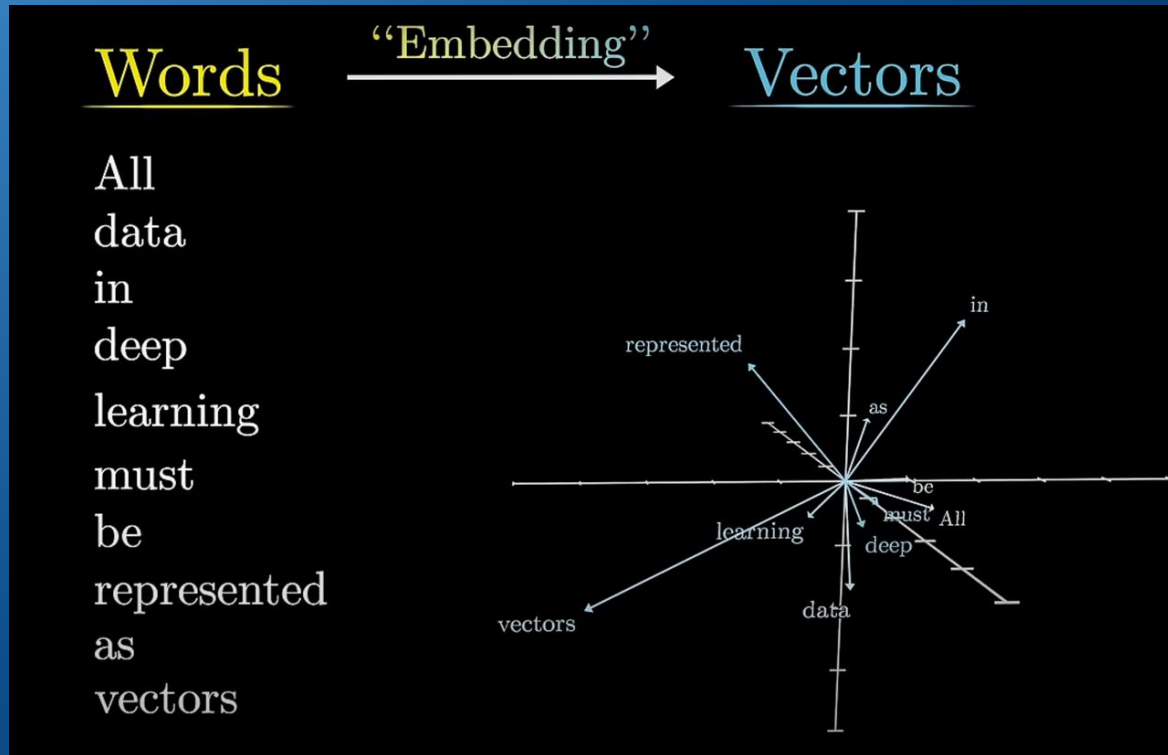 Words
“Embedding”
Vectors
All
data
in
deep
learning
must
be
represented
as
vectors
in
represented
as
be
must
All
learning
deep
data
vectors